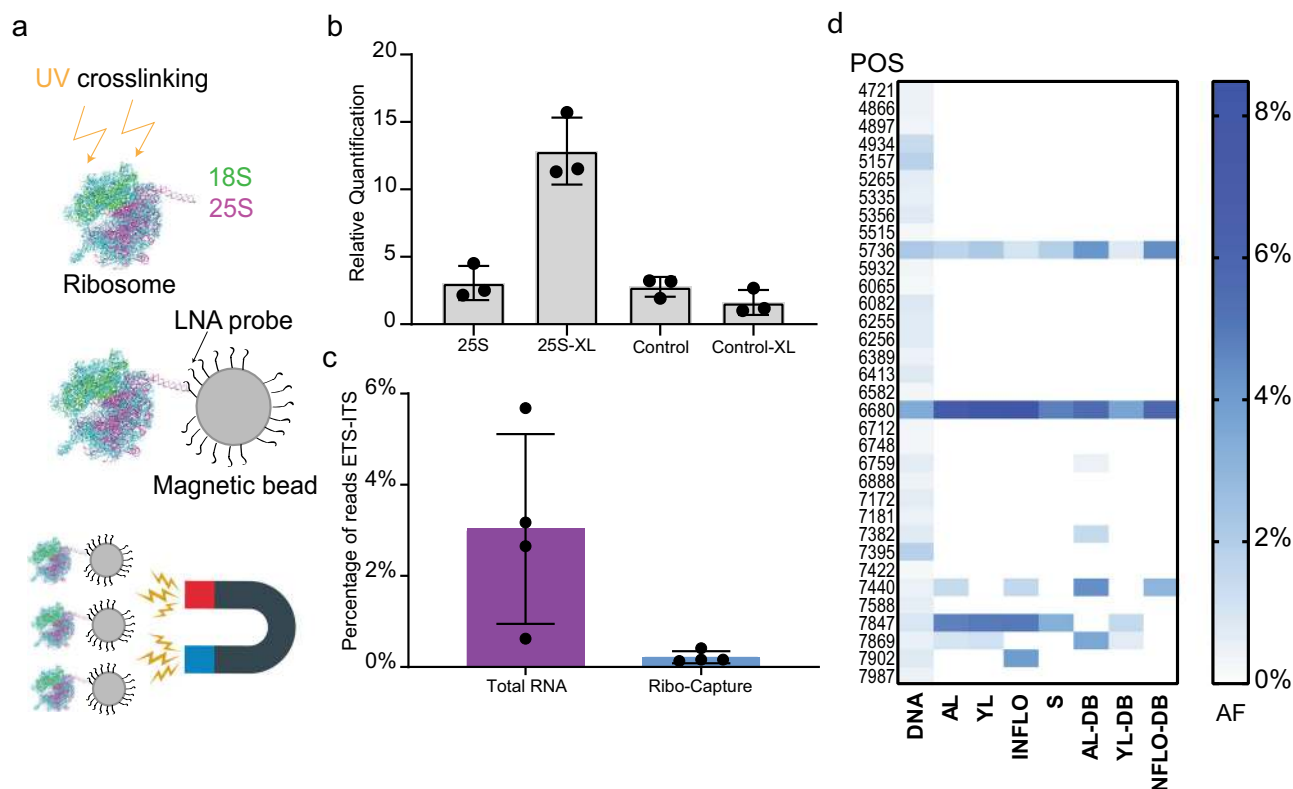 a
UV crosslinking
18S
25S
Ribosome
LNA probe
Magnetic bead
b
Relative Quantification
20
15
10
5
0
25S
25S-XL
Control
Control-XL
c
Percentage of reads ETS-ITS
6%
4%
2%
0%
Total RNA
Ribo-Capture
d
POS
4721
4866
4897
4934
5157
5265
5335
5356
5515
5736
5932
6065
6082
6255
6256
6389
6413
6582
6680
6712
6748
6759
6888
7172
7181
7382
7395
7422
7440
7588
7847
7869
7902
7987
DNA
AL
YL
INFLO
S
AL-DB
YL-DB
NFLO-DB
8%
6%
4%
2%
0%
AF